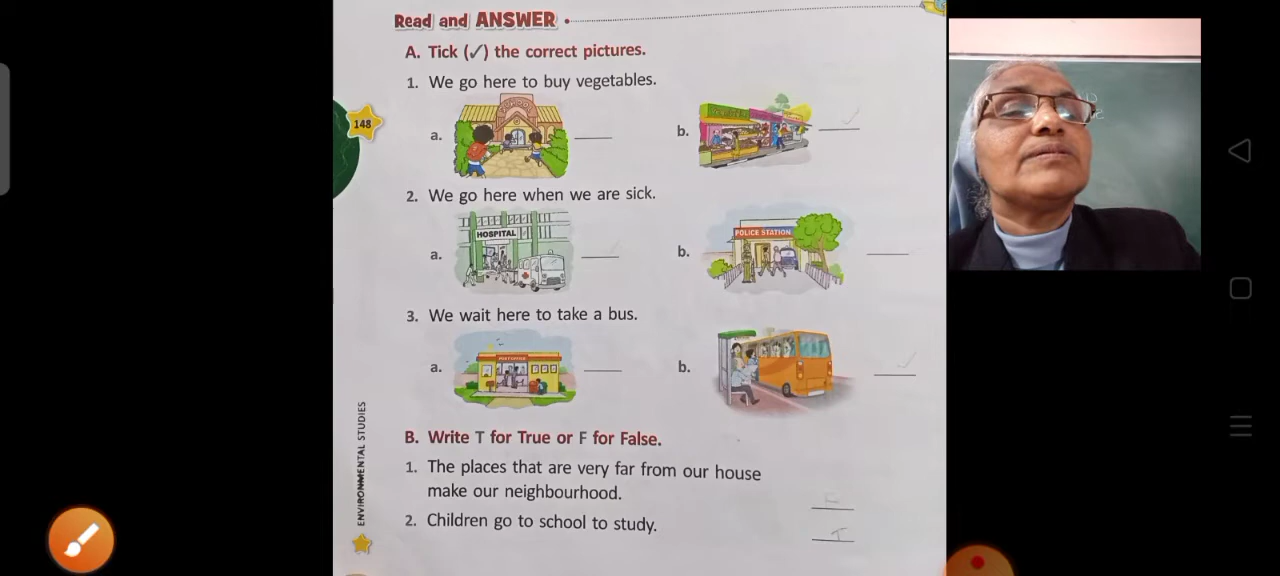 Read and ANSWER
A. Tick (✓) the correct pictures.
1. We go here to buy vegetables.
148
a.
SCHOOL
b.
✓
2. We go here when we are sick.
a.
HOSPITAL
✓
b.
POLICE STATION
3. We wait here to take a bus.
a.
POST OFFICE
b.
✓
B. Write T for True or F for False.
1. The places that are very far from our house
make our neighbourhood.
F
2. Children go to school to study.
T
ENVIRONMENTAL STUDIES